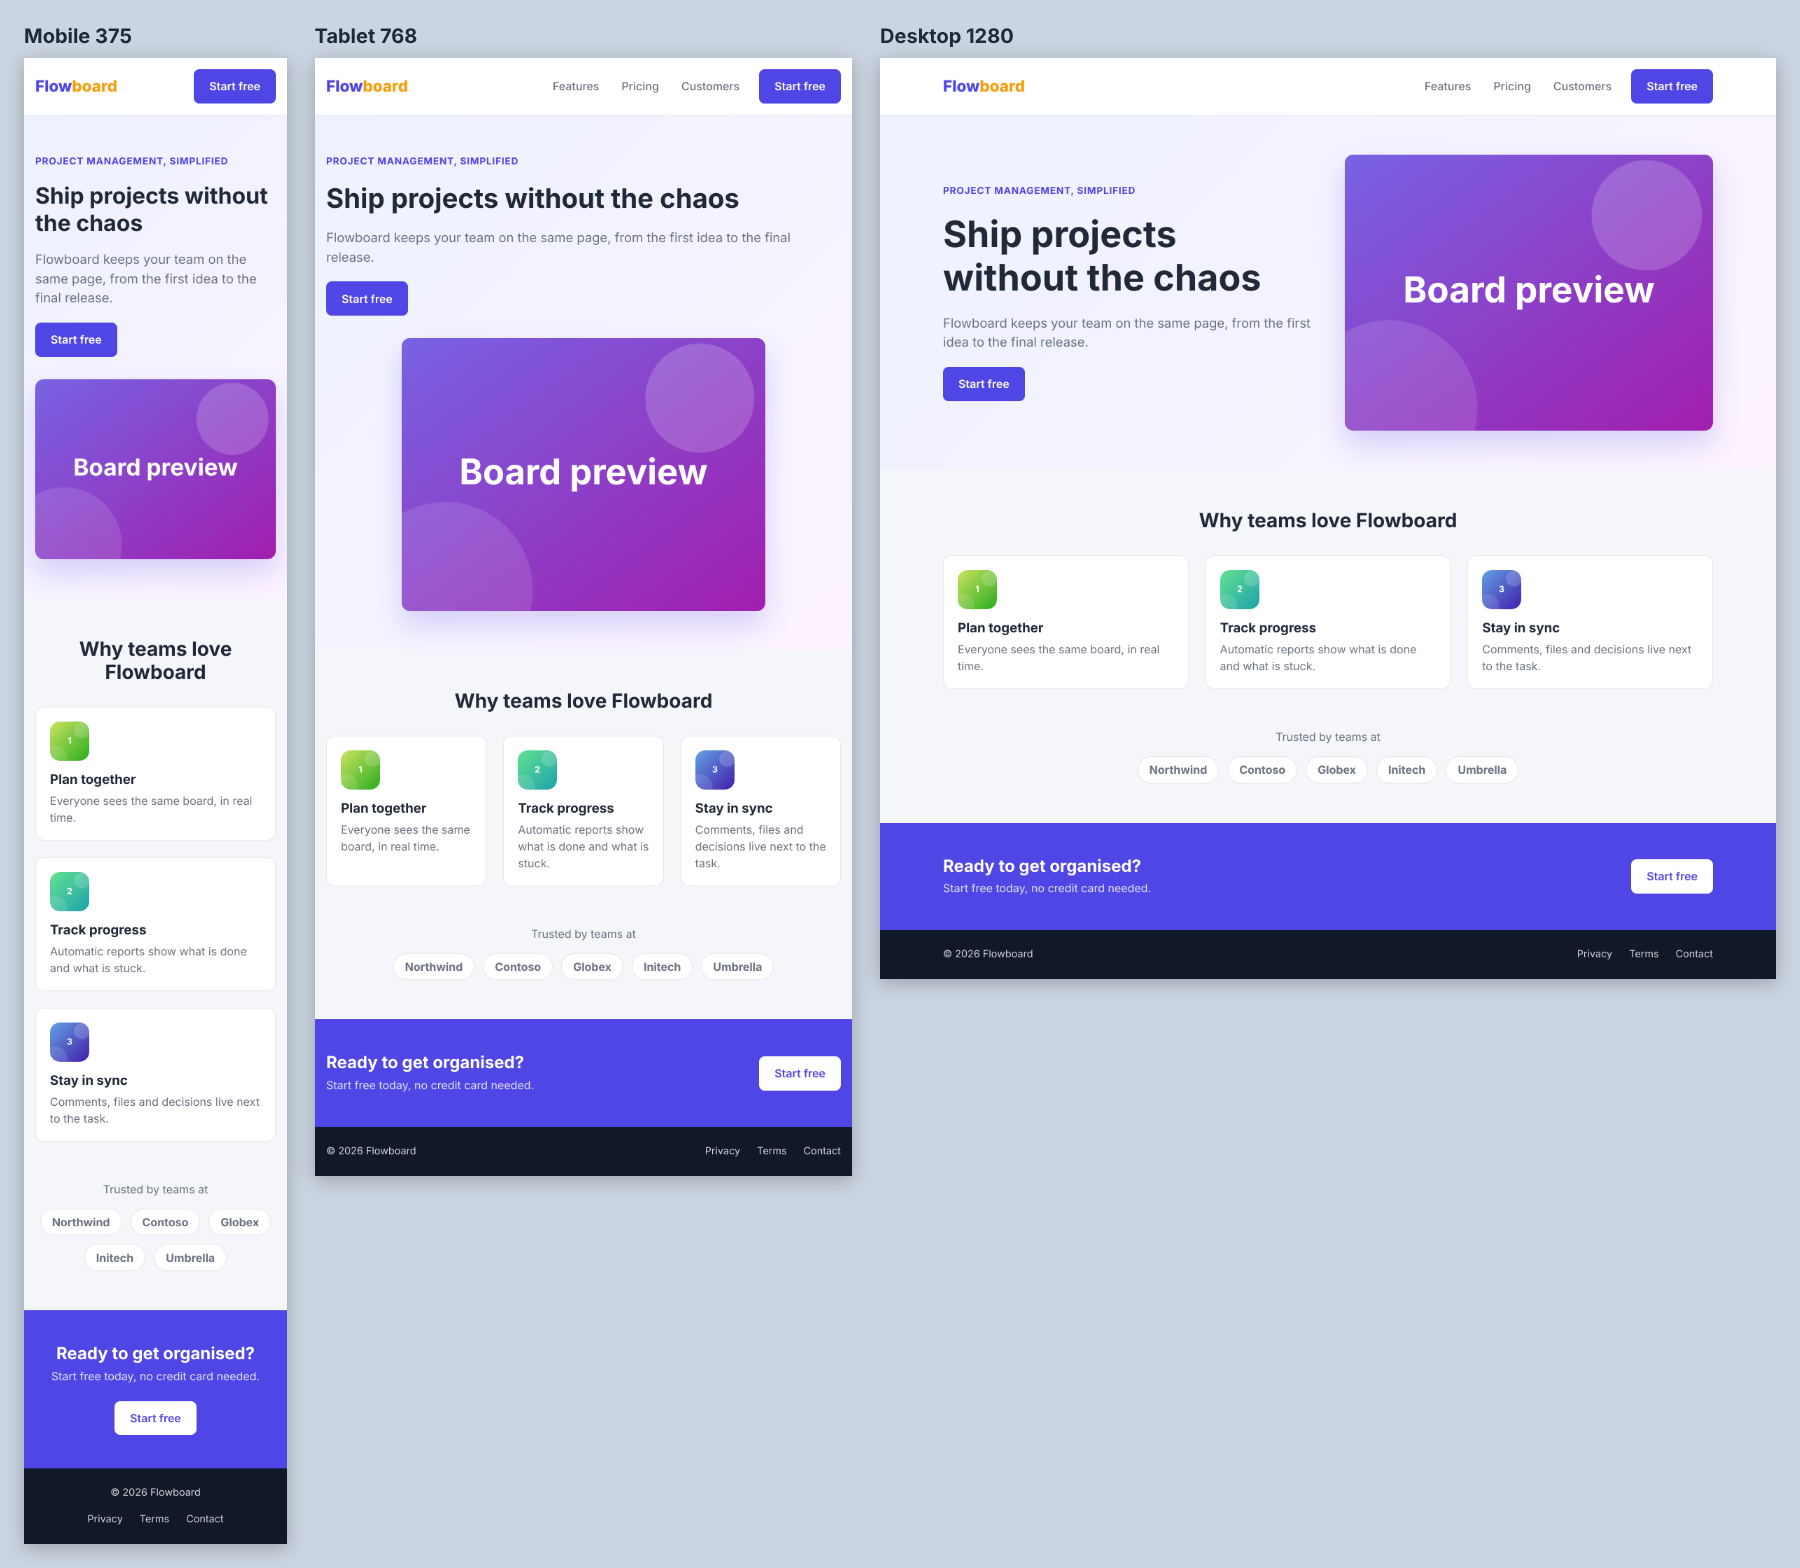 Mobile 375
Flowboard
Start free
PROJECT MANAGEMENT, SIMPLIFIED
Ship projects without
the chaos
Flowboard keeps your team on the
same page, from the first idea to the
final release.
Start free
Board preview
Why teams love
Flowboard
1
Plan together
Everyone sees the same board, in real
time.
2
Track progress
Automatic reports show what is done
and what is stuck.
3
Stay in sync
Comments, files and decisions live next
to the task.
Trusted by teams at
Northwind Contoso Globex
Initech Umbrella
Ready to get organised?
Start free today, no credit card needed.
Start free
© 2026 Flowboard
Privacy Terms Contact
Tablet 768
Flowboard Features Pricing Customers Start free
PROJECT MANAGEMENT, SIMPLIFIED
Ship projects without the chaos
Flowboard keeps your team on the same page, from the first idea to the final
release.
Start free
Board preview
Why teams love Flowboard
1
Plan together
Everyone sees the same
board, in real time.
2
Track progress
Automatic reports show
what is done and what is
stuck.
3
Stay in sync
Comments, files and
decisions live next to the
task.
Trusted by teams at
Northwind Contoso Globex Initech Umbrella
Ready to get organised?
Start free today, no credit card needed.
Start free
© 2026 Flowboard Privacy Terms Contact
Desktop 1280
Flowboard Features Pricing Customers Start free
PROJECT MANAGEMENT, SIMPLIFIED
Ship projects
without the chaos
Flowboard keeps your team on the same page, from the first
idea to the final release.
Start free
Board preview
Why teams love Flowboard
1
Plan together
Everyone sees the same board, in real
time.
2
Track progress
Automatic reports show what is done
and what is stuck.
3
Stay in sync
Comments, files and decisions live next
to the task.
Trusted by teams at
Northwind Contoso Globex Initech Umbrella
Ready to get organised?
Start free today, no credit card needed.
Start free
© 2026 Flowboard Privacy Terms Contact